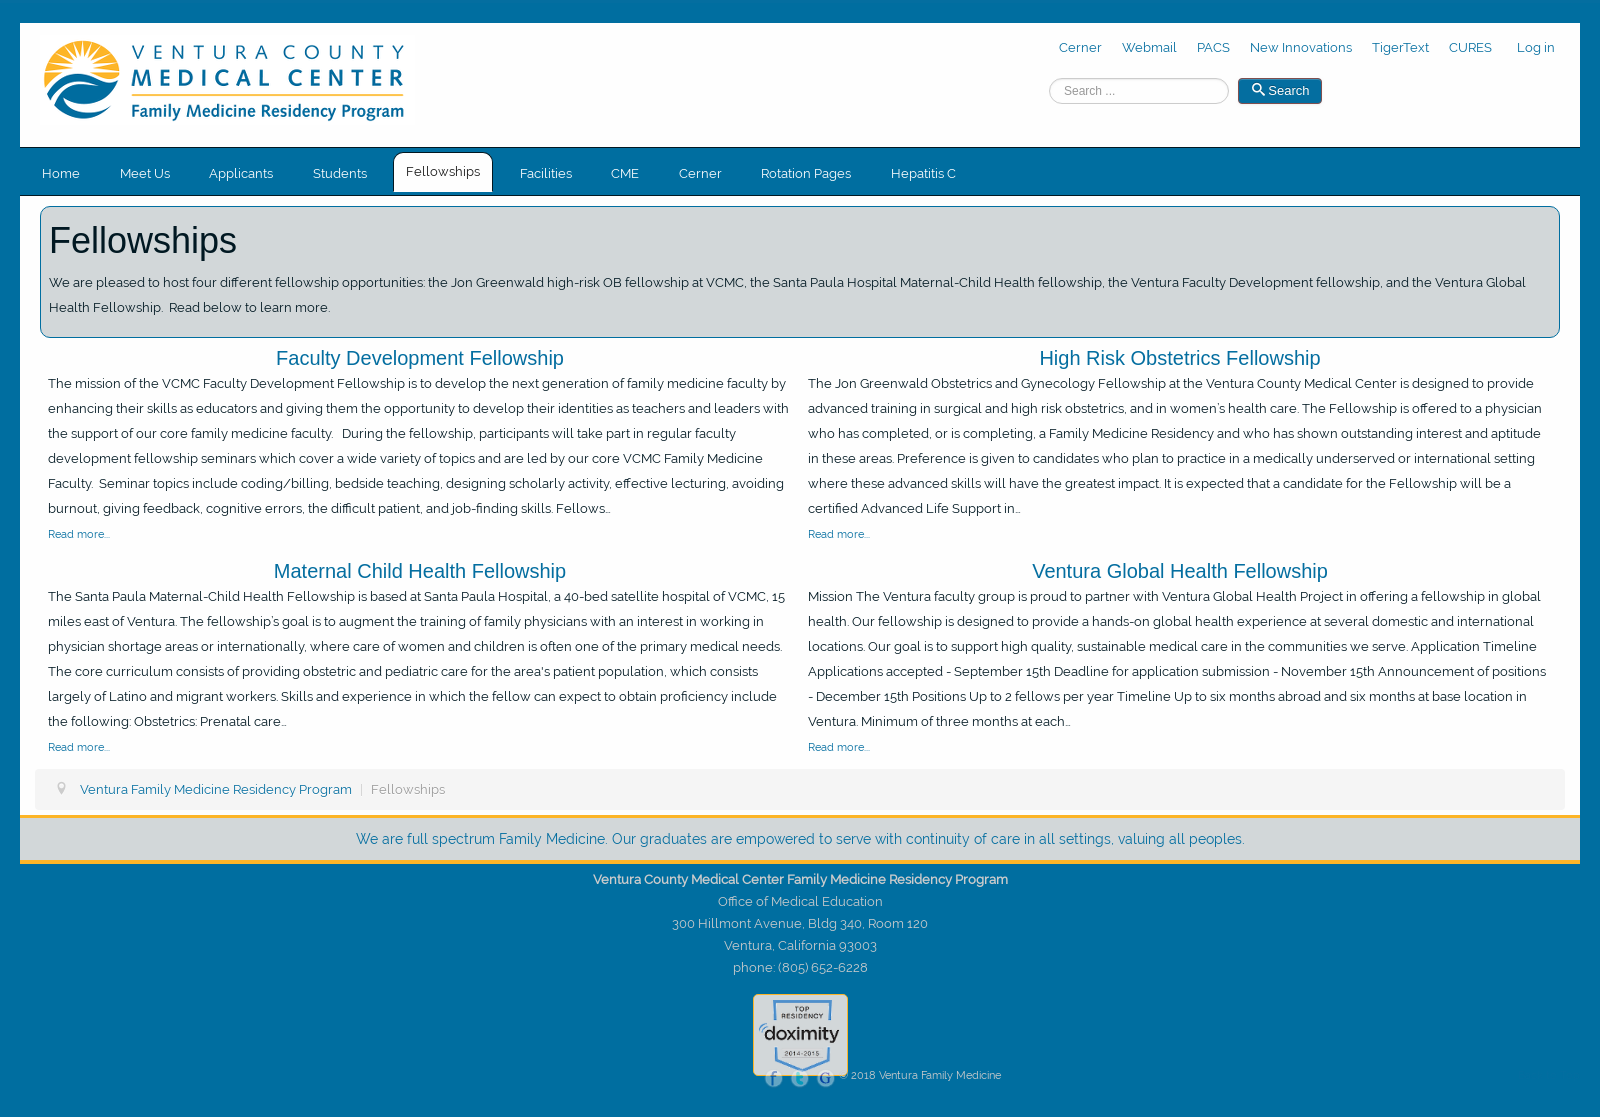 VENTURA COUNTY
MEDICAL CENTER
Family Medicine Residency Program
Cerner Webmail PACS New Innovations TigerText CURES Log in
Search ... Search
Home Meet Us Applicants Students Fellowships Facilities CME Cerner Rotation Pages Hepatitis C
Fellowships
We are pleased to host four different fellowship opportunities: the Jon Greenwald high-risk OB fellowship at VCMC, the Santa Paula Hospital Maternal-Child Health fellowship, the Ventura Faculty Development fellowship, and the Ventura Global
Health Fellowship. Read below to learn more.
Faculty Development Fellowship
The mission of the VCMC Faculty Development Fellowship is to develop the next generation of family medicine faculty by
enhancing their skills as educators and giving them the opportunity to develop their identities as teachers and leaders with
the support of our core family medicine faculty. During the fellowship, participants will take part in regular faculty
development fellowship seminars which cover a wide variety of topics and are led by our core VCMC Family Medicine
Faculty. Seminar topics include coding/billing, bedside teaching, designing scholarly activity, effective lecturing, avoiding
burnout, giving feedback, cognitive errors, the difficult patient, and job-finding skills. Fellows...
Read more...
High Risk Obstetrics Fellowship
The Jon Greenwald Obstetrics and Gynecology Fellowship at the Ventura County Medical Center is designed to provide
advanced training in surgical and high risk obstetrics, and in women's health care. The Fellowship is offered to a physician
who has completed, or is completing, a Family Medicine Residency and who has shown outstanding interest and aptitude
in these areas. Preference is given to candidates who plan to practice in a medically underserved or international setting
where these advanced skills will have the greatest impact. It is expected that a candidate for the Fellowship will be a
certified Advanced Life Support in...
Read more...
Maternal Child Health Fellowship
The Santa Paula Maternal-Child Health Fellowship is based at Santa Paula Hospital, a 40-bed satellite hospital of VCMC, 15
miles east of Ventura. The fellowship's goal is to augment the training of family physicians with an interest in working in
physician shortage areas or internationally, where care of women and children is often one of the primary medical needs.
The core curriculum consists of providing obstetric and pediatric care for the area's patient population, which consists
largely of Latino and migrant workers. Skills and experience in which the fellow can expect to obtain proficiency include
the following: Obstetrics: Prenatal care...
Read more...
Ventura Global Health Fellowship
Mission The Ventura faculty group is proud to partner with Ventura Global Health Project in offering a fellowship in global
health. Our fellowship is designed to provide a hands-on global health experience at several domestic and international
locations. Our goal is to support high quality, sustainable medical care in the communities we serve. Application Timeline
Applications accepted - September 15th Deadline for application submission - November 15th Announcement of positions
- December 15th Positions Up to 2 fellows per year Timeline Up to six months abroad and six months at base location in
Ventura. Minimum of three months at each...
Read more...
Ventura Family Medicine Residency Program | Fellowships
We are full spectrum Family Medicine. Our graduates are empowered to serve with continuity of care in all settings, valuing all peoples.
Ventura County Medical Center Family Medicine Residency Program
Office of Medical Education
300 Hillmont Avenue, Bldg 340, Room 120
Ventura, California 93003
phone: (805) 652-6228
TOP
RESIDENCY
doximity
2014-2015
f t G © 2018 Ventura Family Medicine